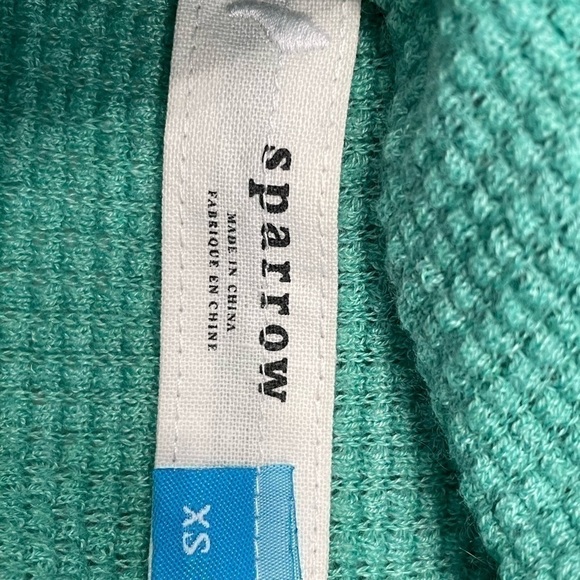 sparrow
MADE IN CHINA
FABRIQUE EN CHINE
XS